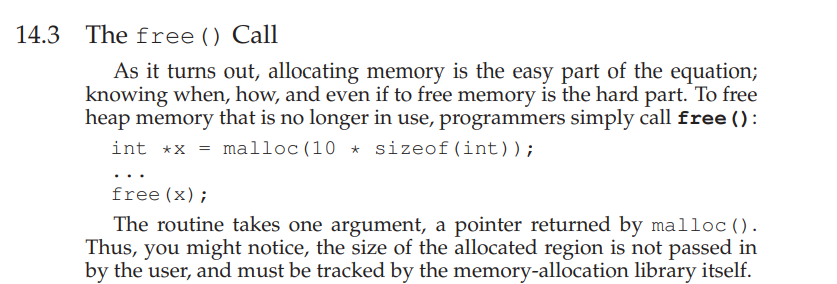 14.3 The free() Call
As it turns out, allocating memory is the easy part of the equation;
knowing when, how, and even if to free memory is the hard part. To free
heap memory that is no longer in use, programmers simply call free():
int *x = malloc(10 * sizeof(int));
...
free(x);
The routine takes one argument, a pointer returned by malloc().
Thus, you might notice, the size of the allocated region is not passed in
by the user, and must be tracked by the memory-allocation library itself.